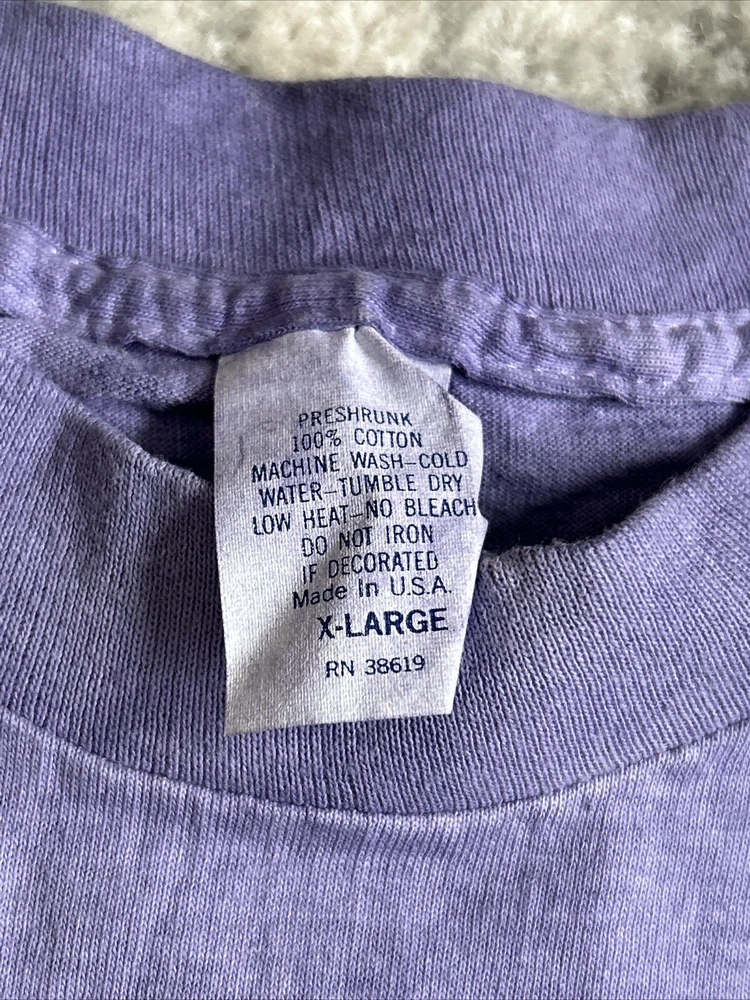 PRESHRUNK
100% COTTON
MACHINE WASH-COLD
WATER-TUMBLE DRY
LOW HEAT-NO BLEACH
DO NOT IRON
IF DECORATED
Made In U.S.A.
X-LARGE
RN 38619